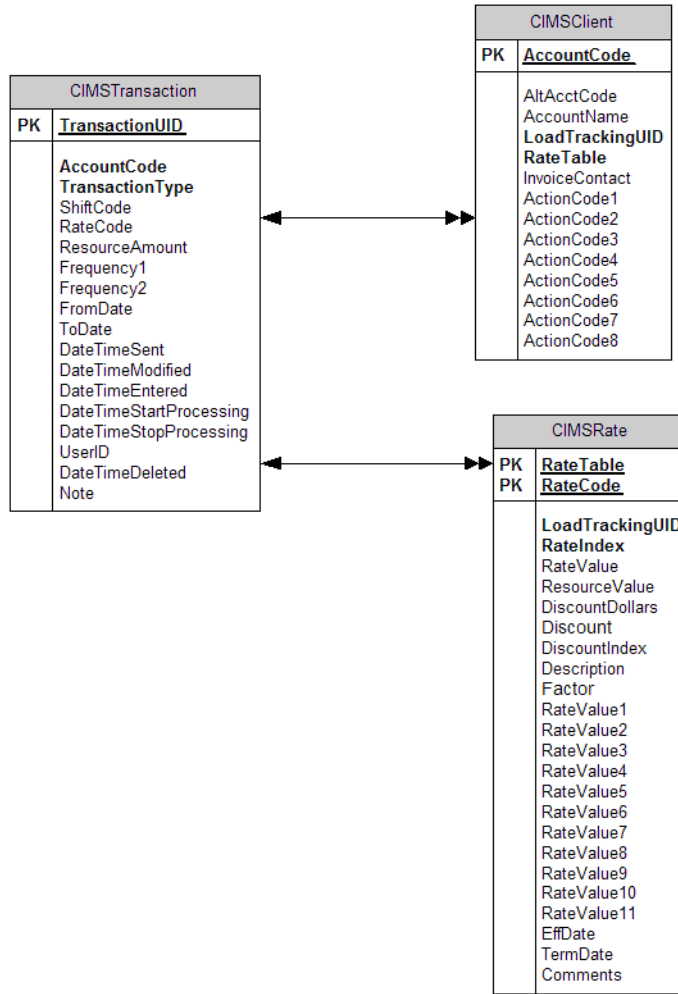 CIMSTransaction
PK TransactionUID
AccountCode
TransactionType
ShiftCode
RateCode
ResourceAmount
Frequency1
Frequency2
FromDate
ToDate
DateTimeSent
DateTimeModified
DateTimeEntered
DateTimeStartProcessing
DateTimeStopProcessing
UserID
DateTimeDeleted
Note
CIMSClient
PK AccountCode
AltAcctCode
AccountName
LoadTrackingUID
RateTable
InvoiceContact
ActionCode1
ActionCode2
ActionCode3
ActionCode4
ActionCode5
ActionCode6
ActionCode7
ActionCode8
CIMSRate
PK RateTable
PK RateCode
LoadTrackingUID
RateIndex
RateValue
ResourceValue
DiscountDollars
Discount
DiscountIndex
Description
Factor
RateValue1
RateValue2
RateValue3
RateValue4
RateValue5
RateValue6
RateValue7
RateValue8
RateValue9
RateValue10
RateValue11
EffDate
TermDate
Comments